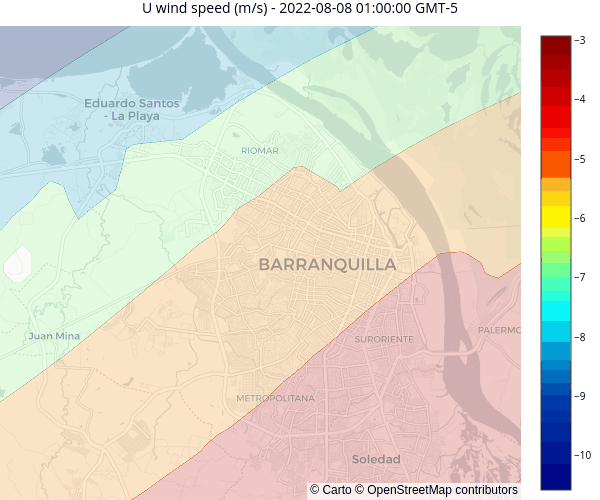 U wind speed (m/s) - 2022-08-08 01:00:00 GMT-5
−3
−4
−5
−6
−7
−8
−9
−10
Eduardo Santos
- La Playa
RIOMAR
BARRANQUILLA
Juan Mina
SURORIENTE
PALERMO
METROPOLITANA
Soledad
© Carto © OpenStreetMap contributors